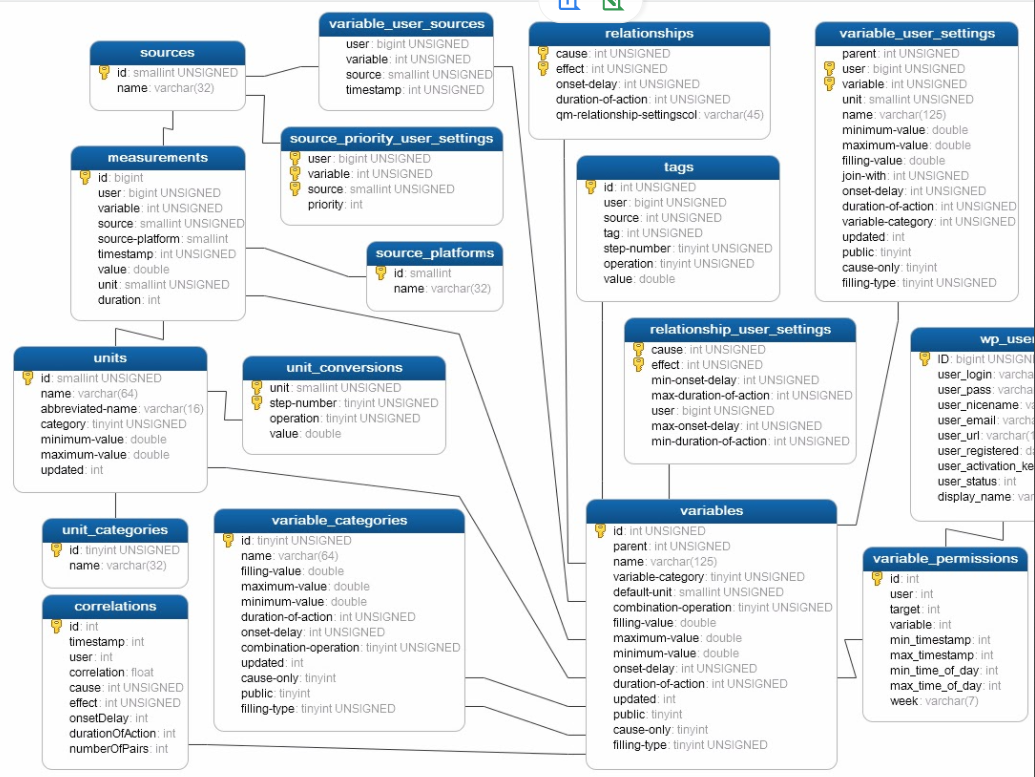 sources
id: smallint UNSIGNED
name: varchar(32)
variable_user_sources
user: bigint UNSIGNED
variable: int UNSIGNED
source: smallint UNSIGNED
timestamp: int UNSIGNED
relationships
cause: int UNSIGNED
effect: int UNSIGNED
onset-delay: int UNSIGNED
duration-of-action: int UNSIGNED
qm-relationship-settingscol: varchar(45)
variable_user_settings
parent: int UNSIGNED
user: bigint UNSIGNED
variable: int UNSIGNED
unit: smallint UNSIGNED
name: varchar(125)
minimum-value: double
maximum-value: double
filling-value: double
join-with: int UNSIGNED
onset-delay: int UNSIGNED
duration-of-action: int UNSIGNED
variable-category: int UNSIGNED
updated: int
public: tinyint
cause-only: tinyint
filling-type: tinyint UNSIGNED
source_priority_user_settings
user: bigint UNSIGNED
variable: int UNSIGNED
source: smallint UNSIGNED
priority: int
measurements
id: bigint
user: bigint UNSIGNED
variable: int UNSIGNED
source: smallint UNSIGNED
source-platform: smallint
timestamp: int UNSIGNED
value: double
unit: smallint UNSIGNED
duration: int
tags
id: int UNSIGNED
user: bigint UNSIGNED
source: int UNSIGNED
tag: int UNSIGNED
step-number: tinyint UNSIGNED
operation: tinyint UNSIGNED
value: double
source_platforms
id: smallint
name: varchar(32)
relationship_user_settings
cause: int UNSIGNED
effect: int UNSIGNED
min-onset-delay: int UNSIGNED
max-duration-of-action: int UNSIGNED
user: bigint UNSIGNED
max-onset-delay: int UNSIGNED
min-duration-of-action: int UNSIGNED
wp_user
ID: bigint UNSIGN
user_login: varcha
user_pass: varcha
user_nicename: va
user_email: varch
user_url: varchar(1
user_registered: da
user_activation_ke
user_status: int
display_name: var
units
id: smallint UNSIGNED
name: varchar(64)
abbreviated-name: varchar(16)
category: tinyint UNSIGNED
minimum-value: double
maximum-value: double
updated: int
unit_conversions
unit: smallint UNSIGNED
step-number: tinyint UNSIGNED
operation: tinyint UNSIGNED
value: double
unit_categories
id: tinyint UNSIGNED
name: varchar(32)
variable_categories
id: tinyint UNSIGNED
name: varchar(64)
filling-value: double
maximum-value: double
minimum-value: double
duration-of-action: int UNSIGNED
onset-delay: int UNSIGNED
combination-operation: tinyint UNSIGNED
updated: int
cause-only: tinyint
public: tinyint
filling-type: tinyint UNSIGNED
variables
id: int UNSIGNED
parent: int UNSIGNED
name: varchar(125)
variable-category: tinyint UNSIGNED
default-unit: smallint UNSIGNED
combination-operation: tinyint UNSIGNED
filling-value: double
maximum-value: double
minimum-value: double
onset-delay: int UNSIGNED
duration-of-action: int UNSIGNED
updated: int
public: tinyint
cause-only: tinyint
filling-type: tinyint UNSIGNED
variable_permissions
id: int
user: int
target: int
variable: int
min_timestamp: int
max_timestamp: int
min_time_of_day: int
max_time_of_day: int
week: varchar(7)
correlations
id: int
timestamp: int
user: int
correlation: float
cause: int UNSIGNED
effect: int UNSIGNED
onsetDelay: int
durationOfAction: int
numberOfPairs: int